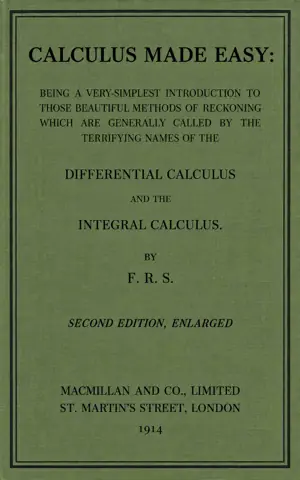 CALCULUS MADE EASY:
BEING A VERY-SIMPLEST INTRODUCTION TO
THOSE BEAUTIFUL METHODS OF RECKONING
WHICH ARE GENERALLY CALLED BY THE
TERRIFYING NAMES OF THE
DIFFERENTIAL CALCULUS
AND THE
INTEGRAL CALCULUS.
BY
F. R. S.
SECOND EDITION, ENLARGED
MACMILLAN AND CO., LIMITED
ST. MARTIN'S STREET, LONDON
1914